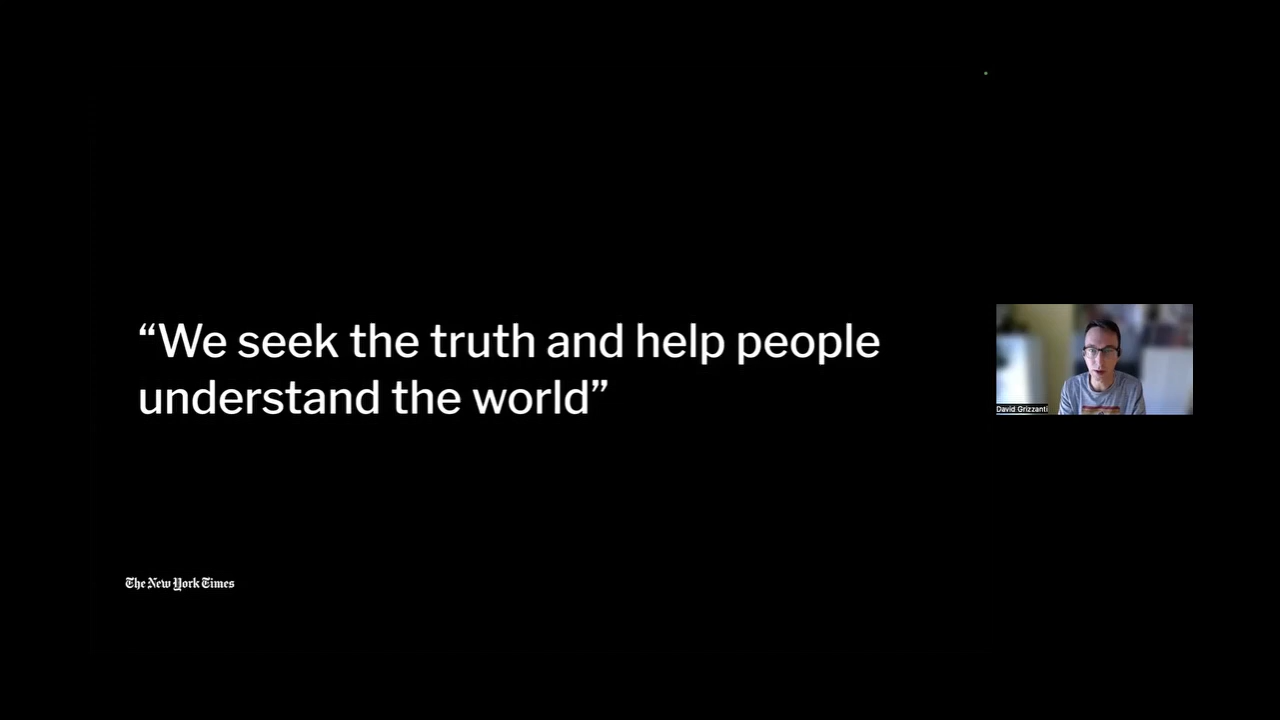 “We seek the truth and help people
understand the world”
David Grizzanti
The New York Times